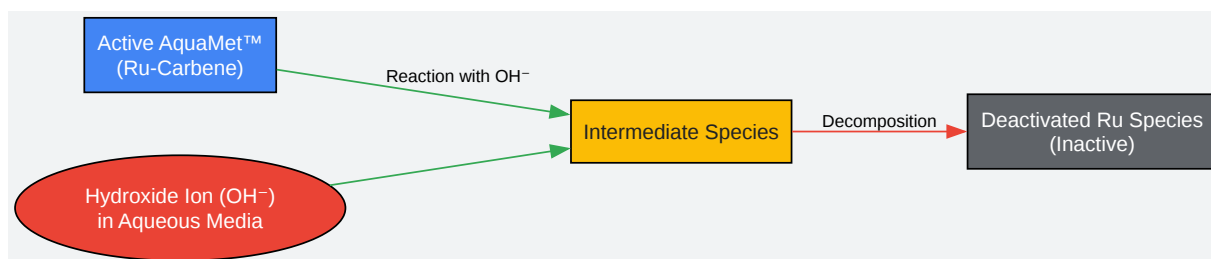 Active AquaMet™
(Ru-Carbene)
Reaction with OH⁻
Hydroxide Ion (OH⁻)
in Aqueous Media
Intermediate Species
Decomposition
Deactivated Ru Species
(Inactive)